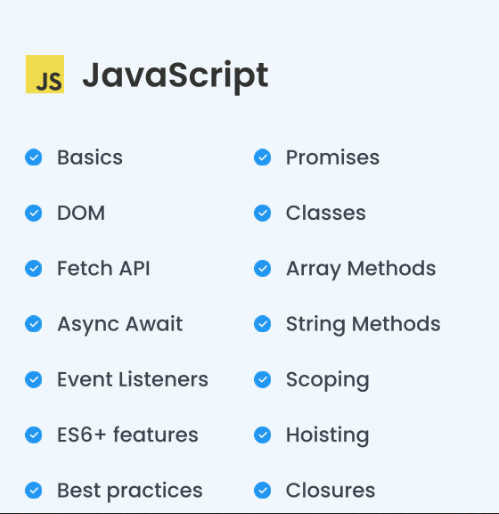 JS JavaScript
Basics
Promises
DOM
Classes
Fetch API
Array Methods
Async Await
String Methods
Event Listeners
Scoping
ES6+ features
Hoisting
Best practices
Closures